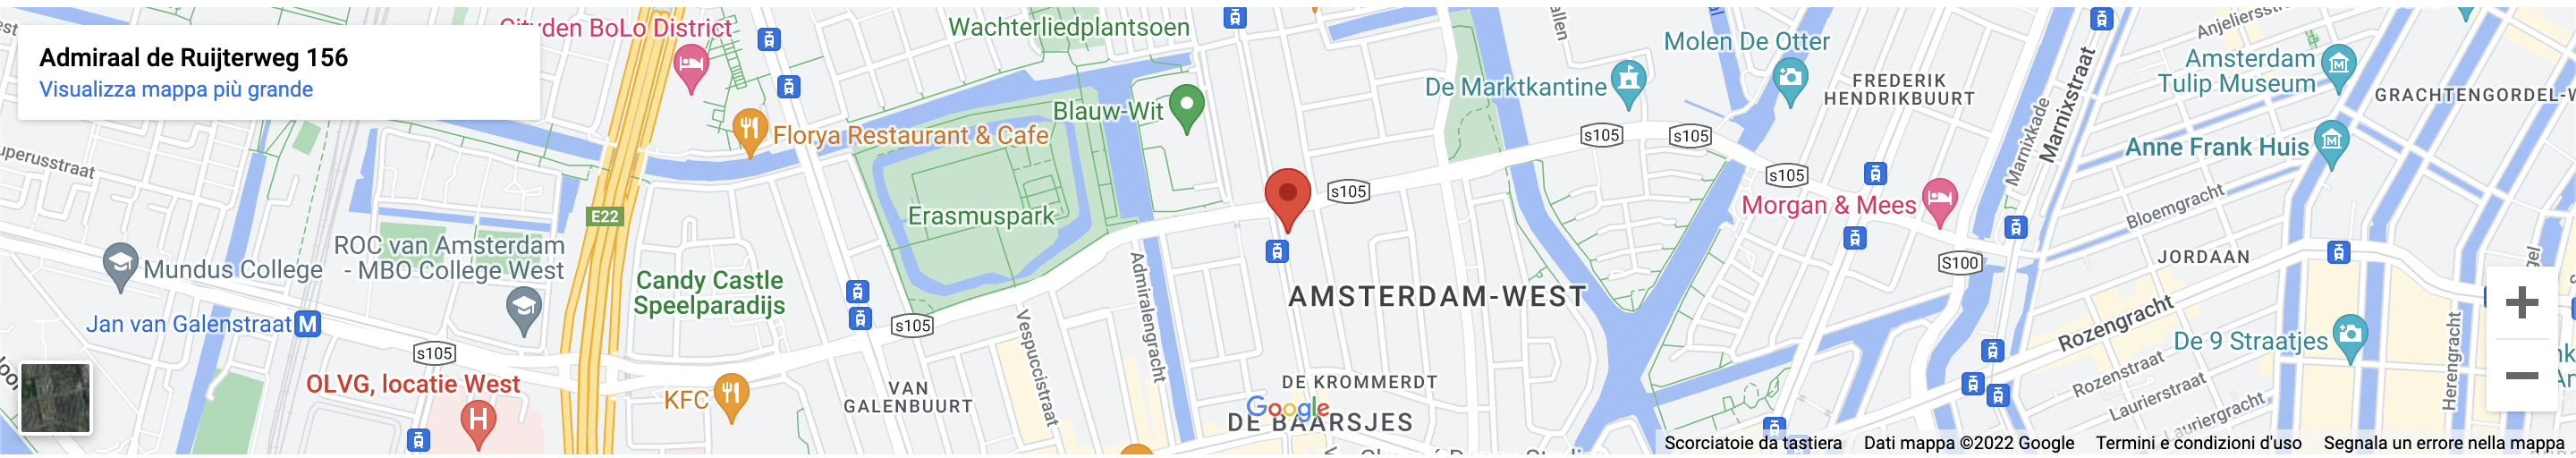 Admiraal de Ruijterweg 156
Visualizza mappa più grande
Cityden BoLo District
Wachterliedplantsoen
Molen De Otter
De Marktkantine
FREDERIK
HENDRIKBUURT
Marnixstraat
Marnixkade
Amsterdam
Tulip Museum
GRACHTENGORDEL-W
Blauw-Wit
Florya Restaurant & Cafe
s105
s105
s105
s105
Anne Frank Huis
Erasmuspark
E22
Morgan & Mees
Bloemgracht
ROC van Amsterdam
- MBO College West
Mundus College
JORDAAN
S100
Candy Castle
Speelparadijs
Admiralengracht
AMSTERDAM-WEST
Jan van Galenstraat
M
s105
s105
Vespuccistraat
Rozengracht
De 9 Straatjes
Herengracht
OLVG, locatie West
H
KFC
VAN
GALENBUURT
DE KROMMERDT
Rozenstraat
Laurierstraat
Lauriergracht
Google
DE BAARSJES
Scorciatoie da tastiera
Dati mappa ©2022 Google
Termini e condizioni d'uso
Segnala un errore nella mappa